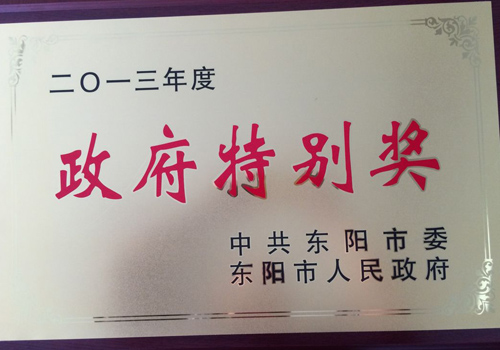 二〇一三年度
政府特别奖
中共东阳市委
东阳市人民政府